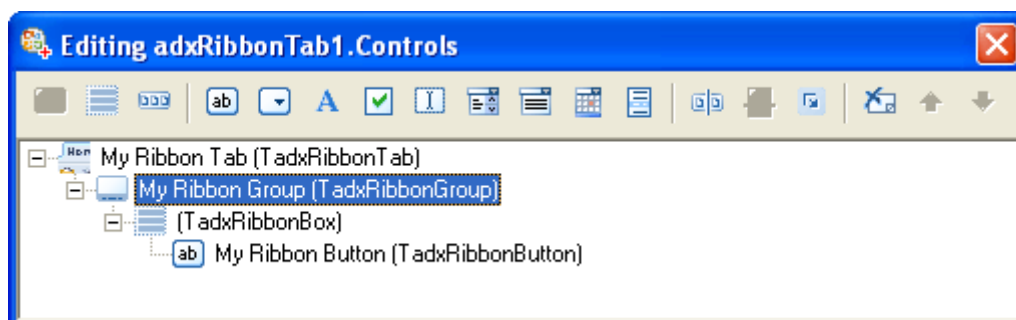 Editing adxRibbonTab1.Controls
ab A
My Ribbon Tab (TadxRibbonTab)
My Ribbon Group (TadxRibbonGroup)
(TadxRibbonBox)
ab My Ribbon Button (TadxRibbonButton)